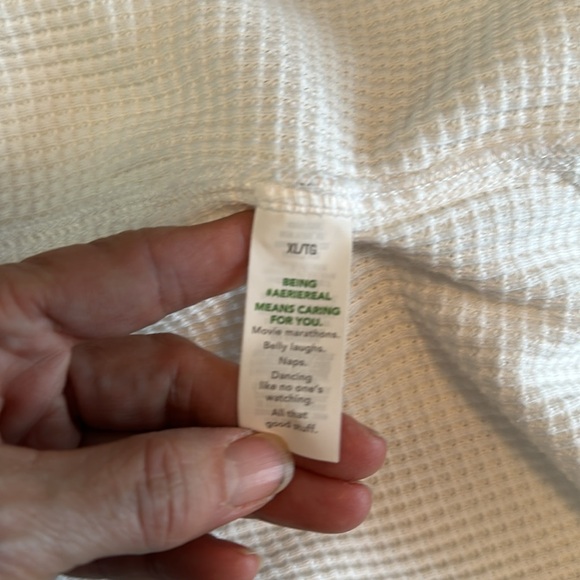 XL/TG
BEING
#AERIEREAL
MEANS CARING
FOR YOU.
Movie marathons.
Belly laughs.
Naps.
Dancing
like no one's
watching.
All that
good stuff.